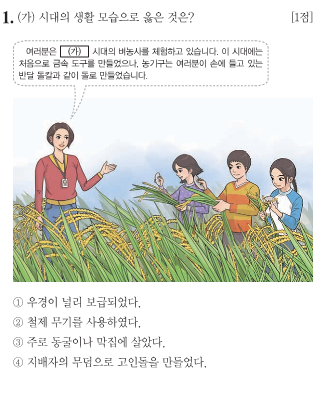 1. (가) 시대의 생활 모습으로 옳은 것은? [1점]
여러분은 (가) 시대의 벼농사를 체험하고 있습니다. 이 시대에는
처음으로 금속 도구를 만들었으나, 농기구는 여러분이 손에 들고 있는
반달 돌칼과 같이 돌로 만들었습니다.
① 우경이 널리 보급되었다.
② 철제 무기를 사용하였다.
③ 주로 동굴이나 막집에 살았다.
④ 지배자의 무덤으로 고인돌을 만들었다.